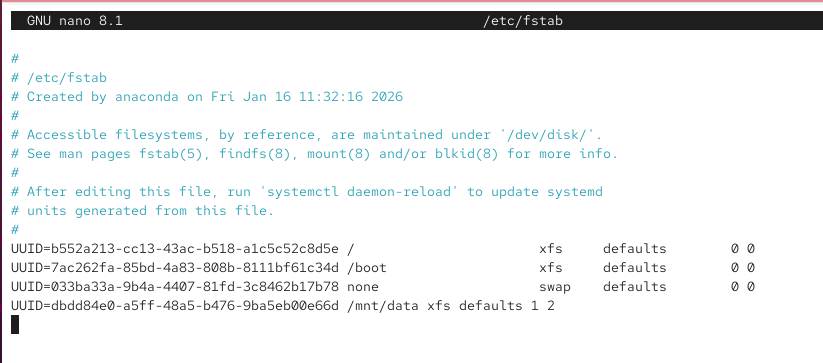 GNU nano 8.1 /etc/fstab
#
# /etc/fstab
# Created by anaconda on Fri Jan 16 11:32:16 2026
#
# Accessible filesystems, by reference, are maintained under '/dev/disk/'.
# See man pages fstab(5), findfs(8), mount(8) and/or blkid(8) for more info.
#
# After editing this file, run 'systemctl daemon-reload' to update systemd
# units generated from this file.
#
UUID=b552a213-cc13-43ac-b518-a1c5c52c8d5e / xfs defaults 0 0
UUID=7ac262fa-85bd-4a83-808b-8111bf61c34d /boot xfs defaults 0 0
UUID=033ba33a-9b4a-4407-81fd-3c8462b17b78 none swap defaults 0 0
UUID=dbdd84e0-a5ff-48a5-b476-9ba5eb00e66d /mnt/data xfs defaults 1 2